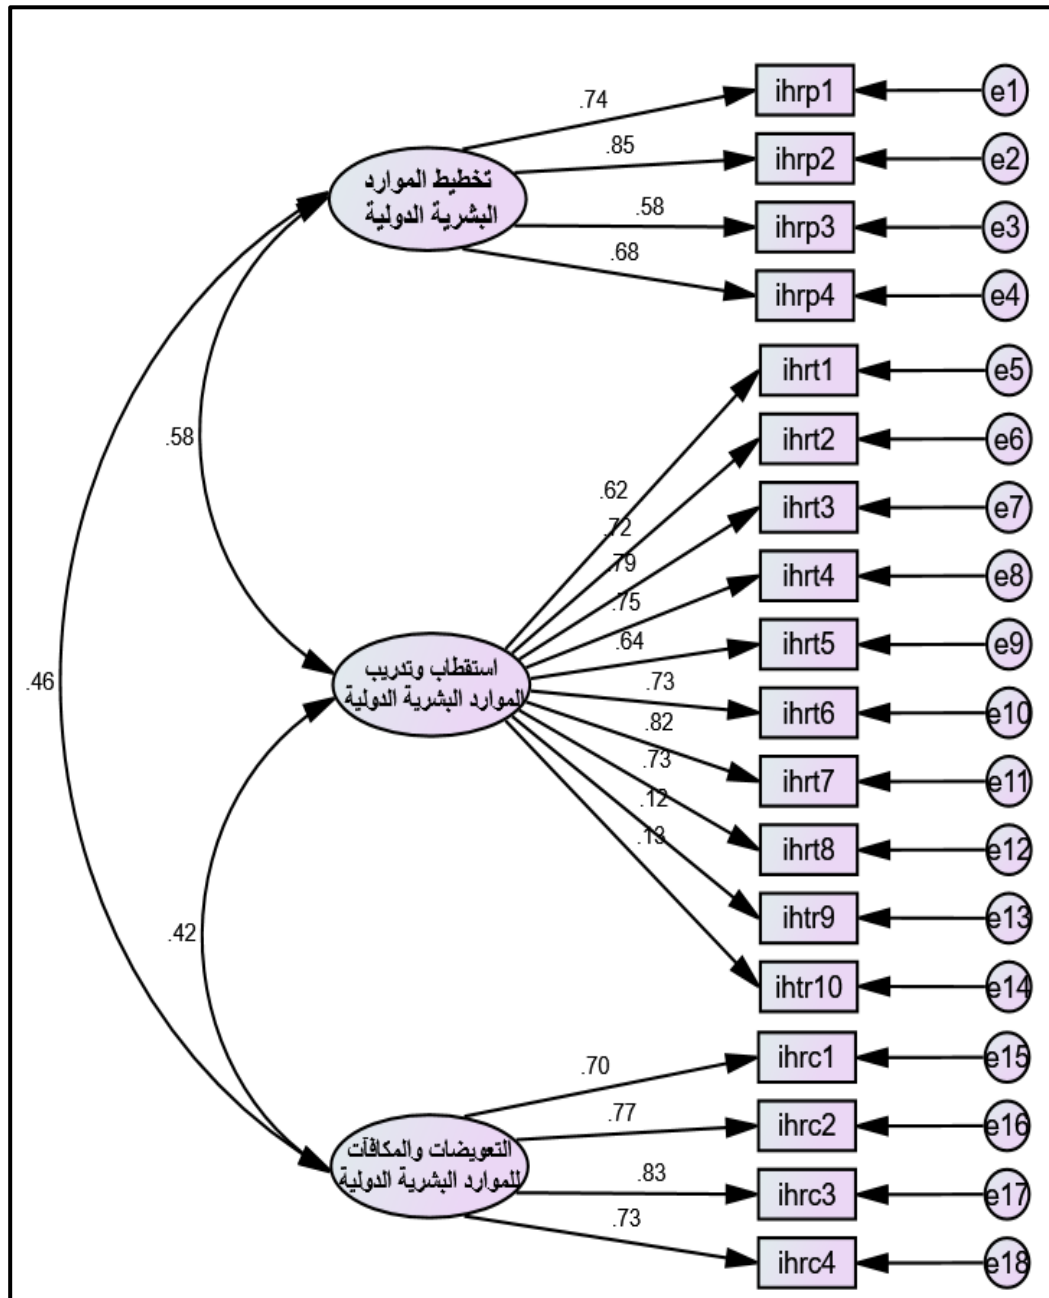 ihrp1
e1
.74
ihrp2
e2
.85
تخطيط الموارد
البشرية الدولية
ihrp3
e3
.58
ihrp4
e4
.68
ihrt1
e5
.58
ihrt2
e6
.62
ihrt3
e7
.72
ihrt4
e8
.79
.75
ihrt5
e9
.64
استقطاب وتدريب
الموارد البشرية الدولية
.46
ihrt6
e10
.73
.82
ihrt7
e11
.73
ihrt8
e12
.12
.13
ihtr9
e13
.42
ihtr10
e14
ihrc1
e15
.70
ihrc2
e16
.77
التعويضات والمكافآت
للموارد البشرية الدولية
ihrc3
e17
.83
ihrc4
e18
.73